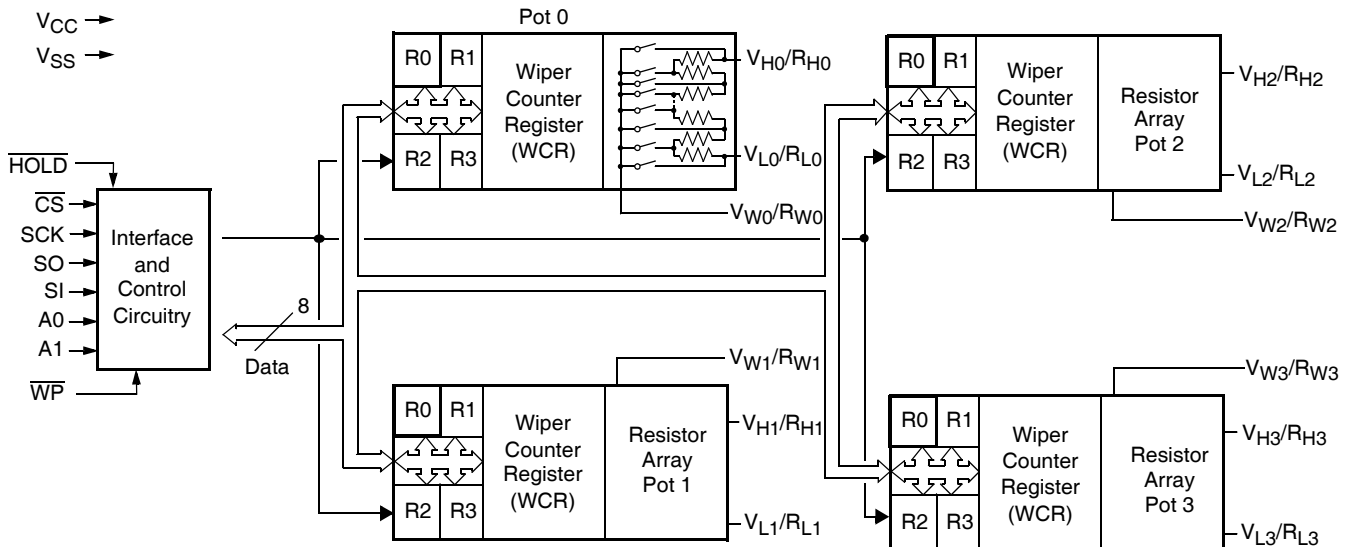 VCC
VSS
HOLD
CS
SCK
SO
SI
A0
A1
WP
Interface
and
Control
Circuitry
8
Data
Pot 0
R0 R1
R2 R3
Wiper
Counter
Register
(WCR)
VH0/RH0
VL0/RL0
VW0/RW0
R0 R1
R2 R3
Wiper
Counter
Register
(WCR)
Resistor
Array
Pot 2
VH2/RH2
VL2/RL2
VW2/RW2
R0 R1
R2 R3
Wiper
Counter
Register
(WCR)
Resistor
Array
Pot 1
VW1/RW1
VH1/RH1
VL1/RL1
R0 R1
R2 R3
Wiper
Counter
Register
(WCR)
Resistor
Array
Pot 3
VW3/RW3
VH3/RH3
VL3/RL3